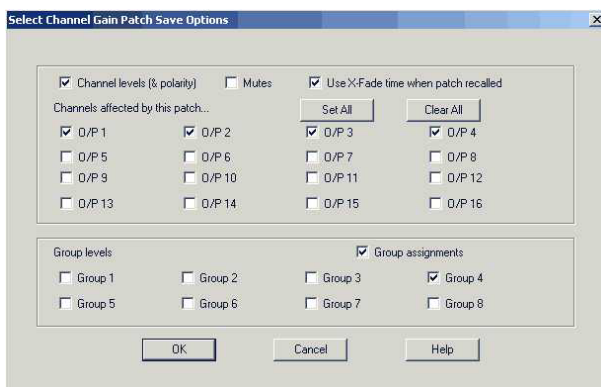 Select Channel Gain Patch Save Options
Channel levels (& polarity) Mutes Use X-Fade time when patch recalled
Channels affected by this patch... Set All Clear All
O/P 1 O/P 2 O/P 3 O/P 4
O/P 5 O/P 6 O/P 7 O/P 8
O/P 9 O/P 10 O/P 11 O/P 12
O/P 13 O/P 14 O/P 15 O/P 16
Group levels Group assignments
Group 1 Group 2 Group 3 Group 4
Group 5 Group 6 Group 7 Group 8
OK Cancel Help